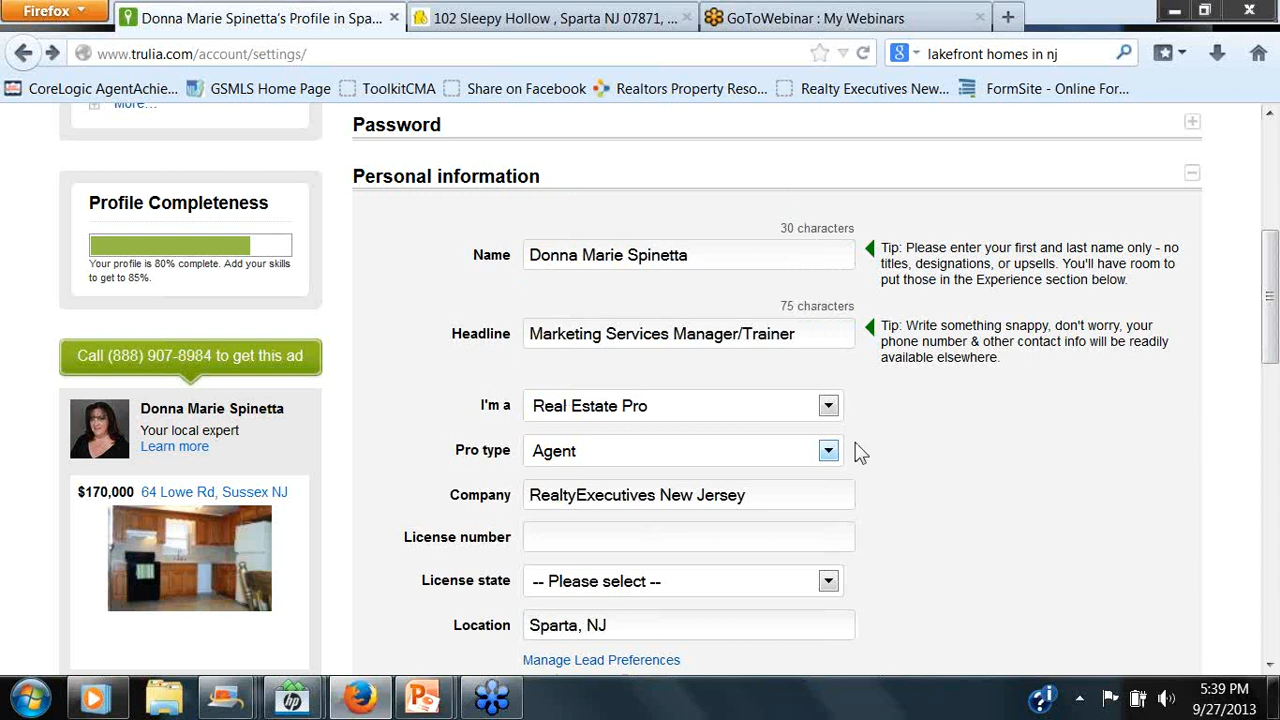 Firefox
Donna Marie Spinetta's Profile in Spa...
102 Sleepy Hollow , Sparta NJ 07871, ...
GoToWebinar : My Webinars
www.trulia.com/account/settings/
lakefront homes in nj
CoreLogic AgentAchie...
GSMLS Home Page
ToolkitCMA
Share on Facebook
Realtors Property Reso...
Realty Executives New...
FormSite - Online For...
More...
Password
Personal information
Profile Completeness
Your profile is 80% complete. Add your skills
to get to 85%.
30 characters
Name
Donna Marie Spinetta
Tip: Please enter your first and last name only - no
titles, designations, or upsells. You'll have room to
put those in the Experience section below.
75 characters
Headline
Marketing Services Manager/Trainer
Tip: Write something snappy, don't worry, your
phone number & other contact info will be readily
available elsewhere.
Call (888) 907-8984 to get this ad
Donna Marie Spinetta
Your local expert
Learn more
$170,000 64 Lowe Rd, Sussex NJ
I'm a
Real Estate Pro
Pro type
Agent
Company
RealtyExecutives New Jersey
License number
License state
-- Please select --
Location
Sparta, NJ
Manage Lead Preferences
5:39 PM
9/27/2013